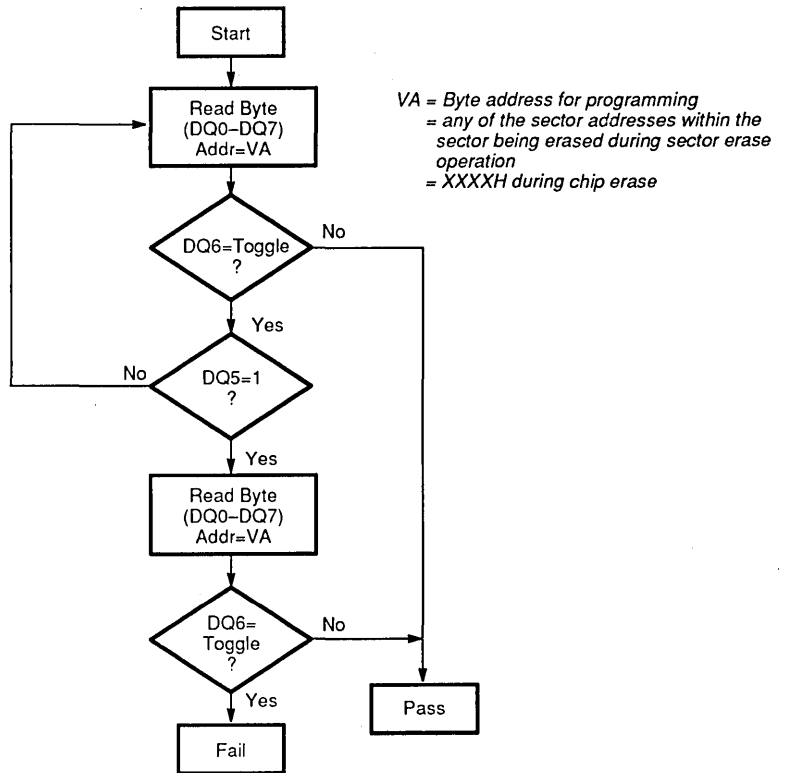 Start
Read Byte
(DQ0–DQ7)
Addr=VA
VA = Byte address for programming
= any of the sector addresses within the
sector being erased during sector erase
operation
= XXXXH during chip erase
DQ6=Toggle
?
No
Yes
DQ5=1
?
No
Yes
Read Byte
(DQ0–DQ7)
Addr=VA
DQ6=
Toggle
?
No
Yes
Pass
Fail